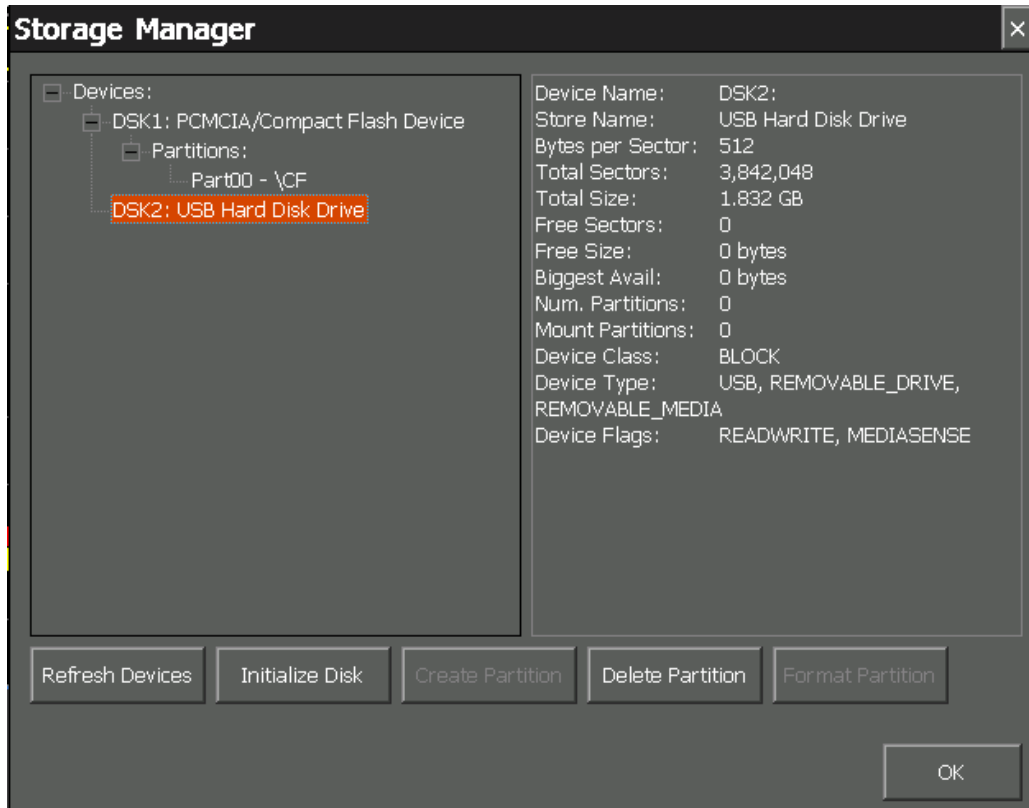 Storage Manager
Devices:
DSK1: PCMCIA/Compact Flash Device
Partitions:
Part00 - \CF
DSK2: USB Hard Disk Drive
Device Name: DSK2:
Store Name: USB Hard Disk Drive
Bytes per Sector: 512
Total Sectors: 3,842,048
Total Size: 1.832 GB
Free Sectors: 0
Free Size: 0 bytes
Biggest Avail: 0 bytes
Num. Partitions: 0
Mount Partitions: 0
Device Class: BLOCK
Device Type: USB, REMOVABLE_DRIVE,
REMOVABLE_MEDIA
Device Flags: READWRITE, MEDIASENSE
Refresh Devices Initialize Disk Create Partition Delete Partition Format Partition
OK